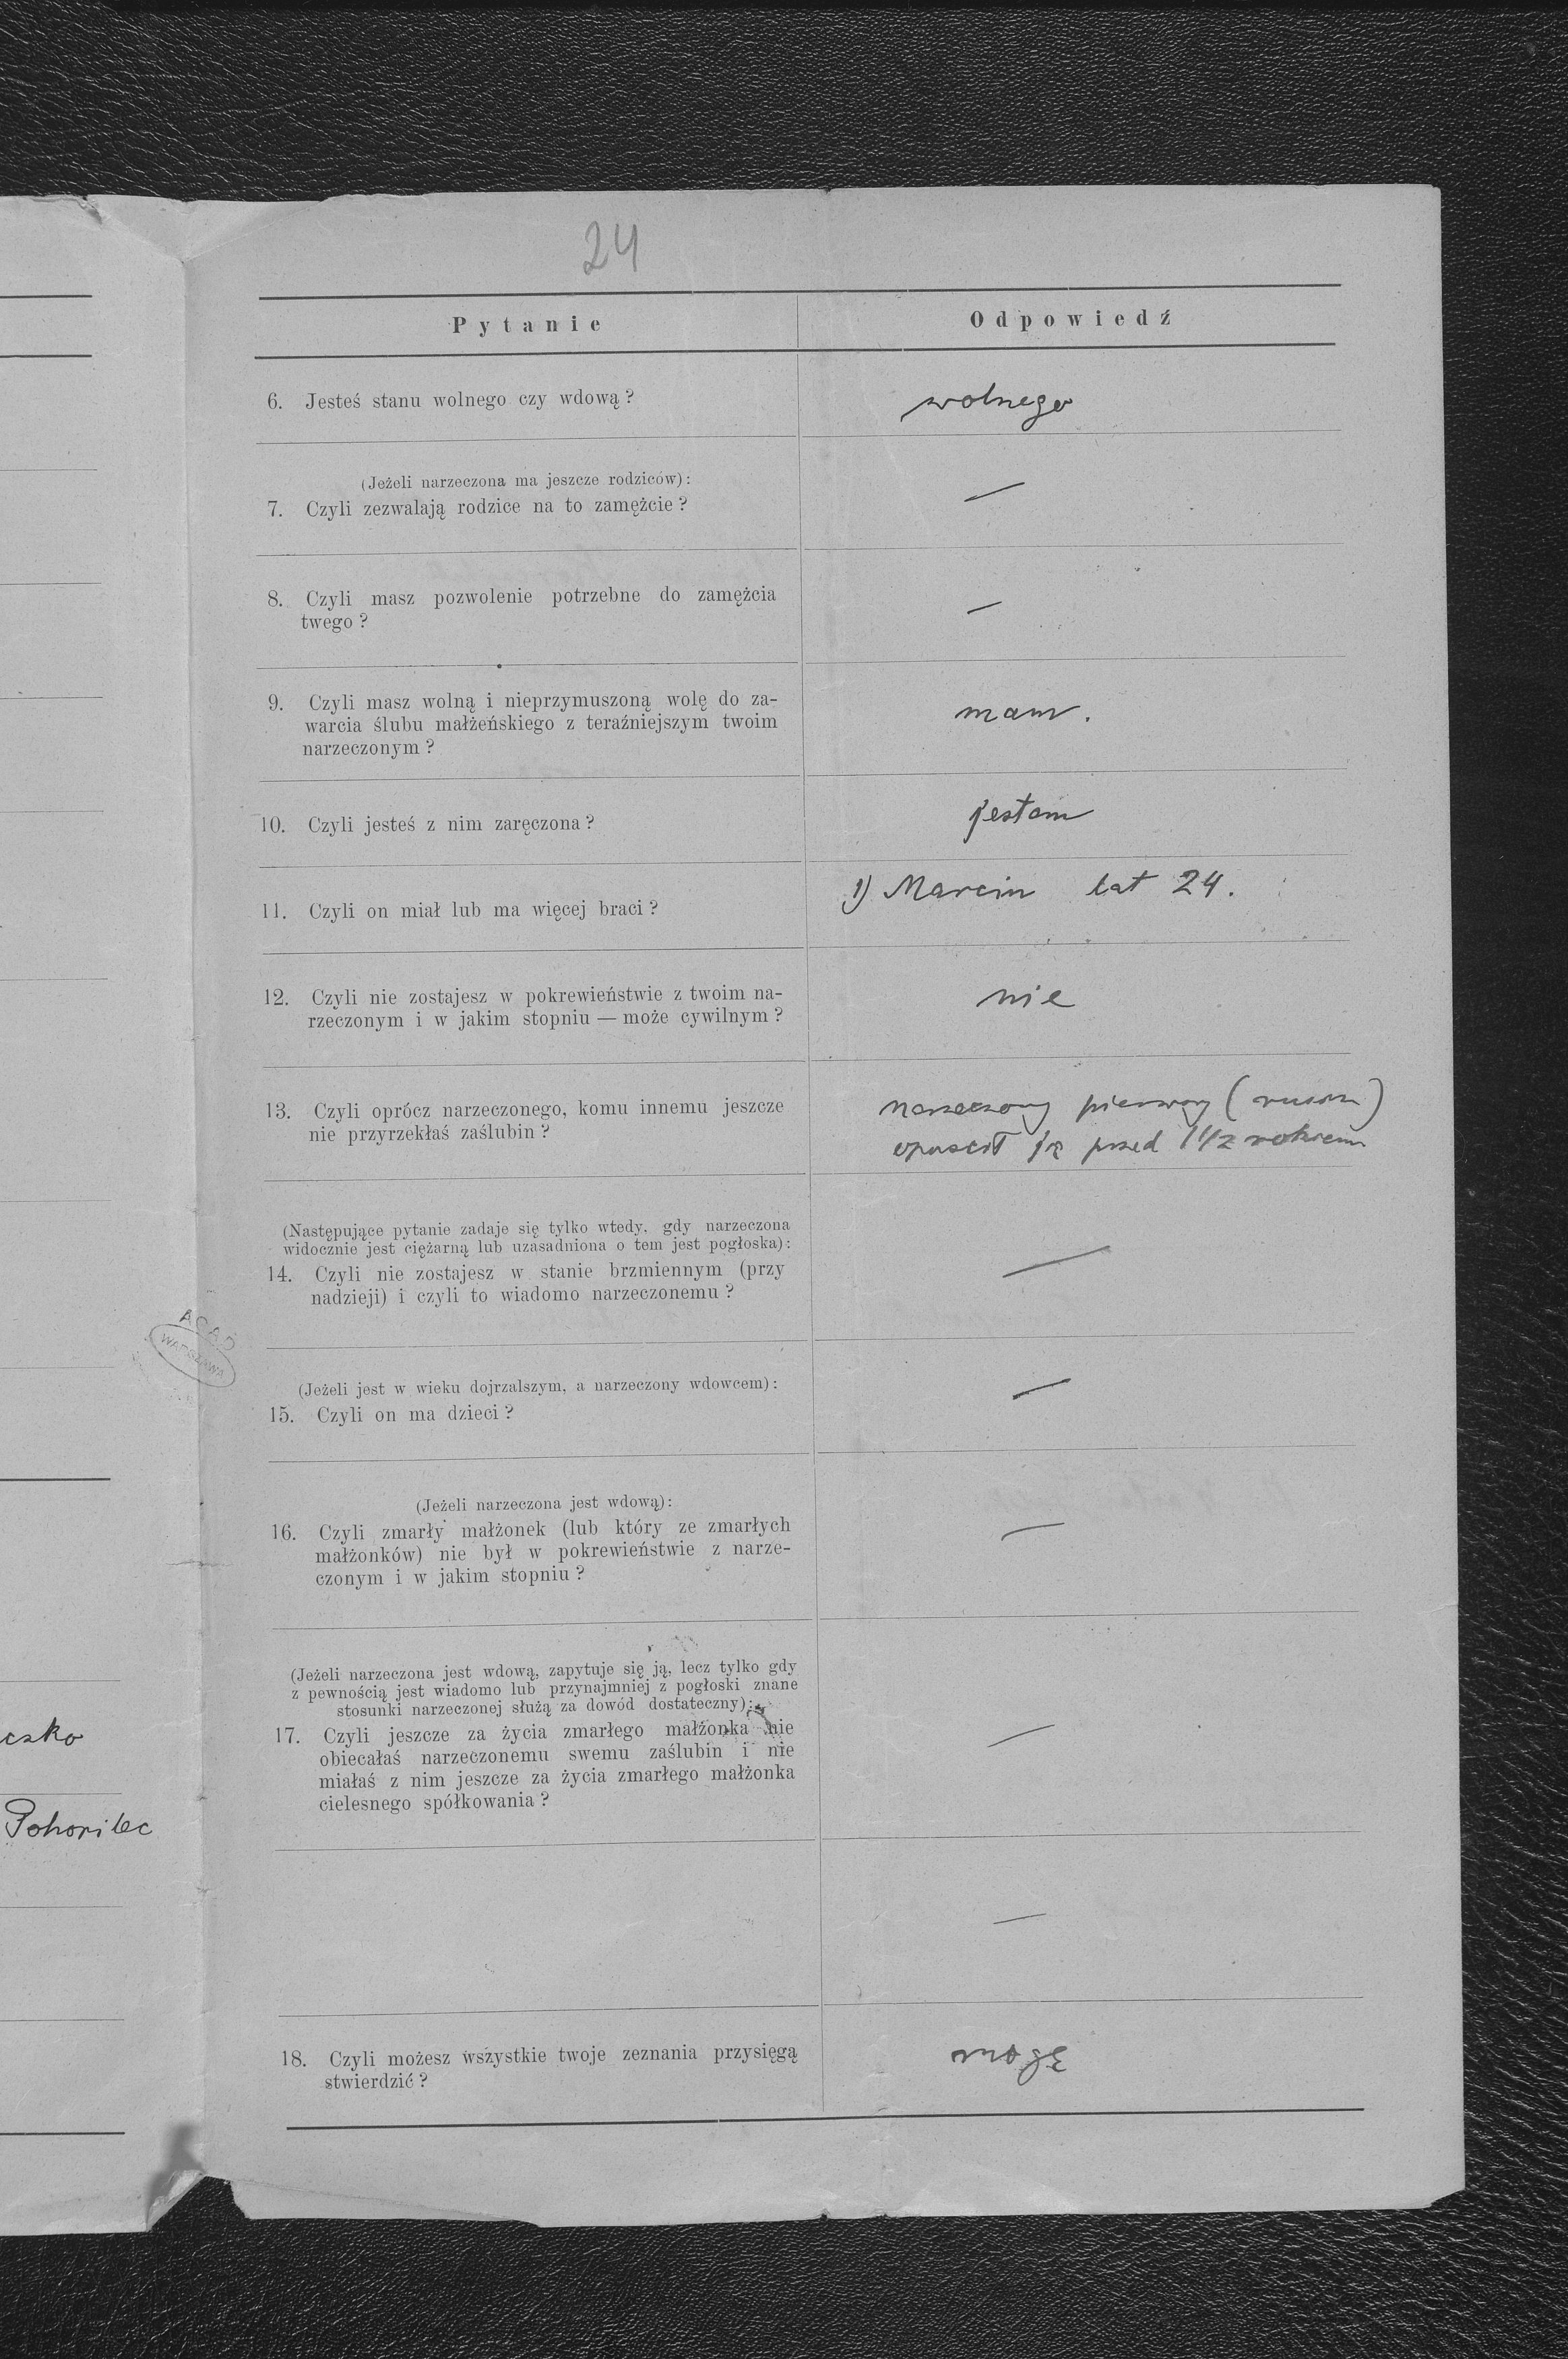 24
Pytanie
Odpowiedź
6. Jesteś stanu wolnego czy wdową?
wolnego
(Jeżeli narzeczona ma jeszcze rodziców):
7. Czyli zezwalają rodzice na to zamężcie?
—
8. Czyli masz pozwolenie potrzebne do zamężcia
twego?
—
9. Czyli masz wolną i nieprzymuszoną wolę do za-
warcia ślubu małżeńskiego z teraźniejszym twoim
narzeczonym?
mam.
10. Czyli jesteś z nim zaręczona?
jestem
11. Czyli on miał lub ma więcej braci?
1) Marcin lat 24.
12. Czyli nie zostajesz w pokrewieństwie z twoim na-
rzeczonym i w jakim stopniu — może cywilnym?
nie
13. Czyli oprócz narzeczonego, komu innemu jeszcze
nie przyrzekłaś zaślubin?
narzeczony pierwszy
opuścił ją przed 1 1/2 rokiem
(Następujące pytanie zadaje się tylko wtedy, gdy narzeczona
widocznie jest ciężarną lub uzasadniona o tem jest pogłoska):
14. Czyli nie zostajesz w stanie brzmiennym (przy
nadzieji) i czyli to wiadomo narzeczonemu?
—
ACAD
WARSZAWA
(Jeżeli jest w wieku dojrzalszym, a narzeczony wdowcem):
15. Czyli on ma dzieci?
—
(Jeżeli narzeczona jest wdową):
16. Czyli zmarły małżonek (lub który ze zmarłych
małżonków) nie był w pokrewieństwie z narze-
czonym i w jakim stopniu?
—
(Jeżeli narzeczona jest wdową, zapytuje się ją, lecz tylko gdy
z pewnością jest wiadomo lub przynajmniej z pogłoski znane
stosunki narzeczonej służą za dowód dostateczny):
17. Czyli jeszcze za życia zmarłego małżonka nie
obiecałaś narzeczonemu swemu zaślubin i nie
miałaś z nim jeszcze za życia zmarłego małżonka
cielesnego spółkowania?
—
czko
Pohorilec
—
18. Czyli możesz wszystkie twoje zeznania przysięgą
stwierdzić?
mogę